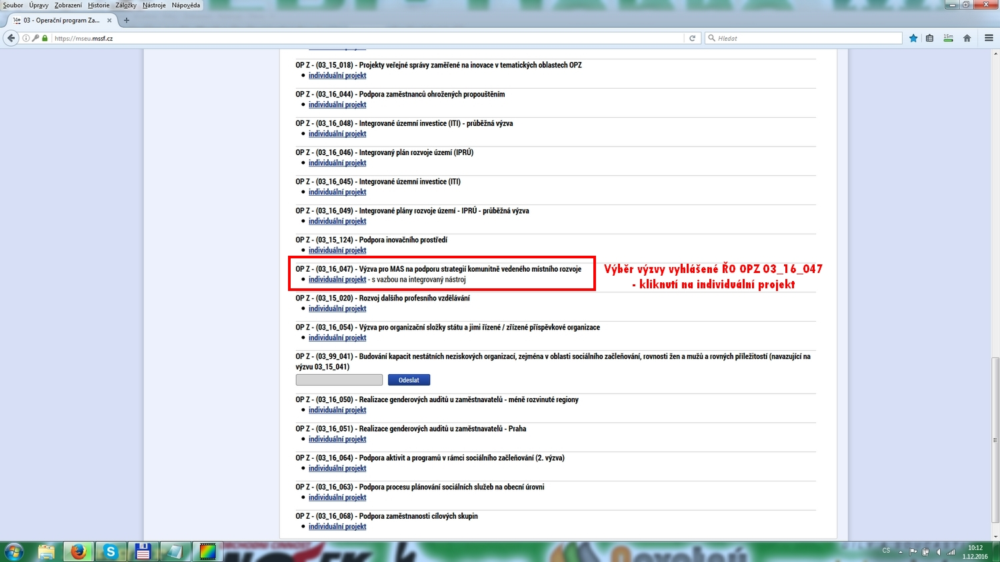 Soubor Úpravy Zobrazení Historie Záložky Nástroje Nápověda
03 - Operační program Za...
https://mseu.mssf.cz
Hledat
15m
OP Z - (03_15_018) - Projekty veřejné správy zaměřené na inovace v tematických oblastech OPZ
individuální projekt
OP Z - (03_16_044) - Podpora zaměstnanců ohrožených propouštěním
individuální projekt
OP Z - (03_16_048) - Integrované územní investice (ITI) - průběžná výzva
individuální projekt
OP Z - (03_16_046) - Integrovaný plán rozvoje území (IPRÚ)
individuální projekt
OP Z - (03_16_045) - Integrované územní investice (ITI)
individuální projekt
OP Z - (03_16_049) - Integrované plány rozvoje území - IPRÚ - průběžná výzva
individuální projekt
OP Z - (03_15_124) - Podpora inovačního prostředí
individuální projekt
OP Z - (03_16_047) - Výzva pro MAS na podporu strategií komunitně vedeného místního rozvoje
individuální projekt - s vazbou na integrovaný nástroj
Výběr výzvy vyhlášené ŘO OPZ 03_16_047
- kliknutí na individuální projekt
OP Z - (03_15_020) - Rozvoj dalšího profesního vzdělávání
individuální projekt
OP Z - (03_16_054) - Výzva pro organizační složky státu a jimi řízené / zřízené příspěvkové organizace
individuální projekt
OP Z - (03_99_041) - Budování kapacit nestátních neziskových organizací, zejména v oblasti sociálního začleňování, rovnosti žen a mužů a rovných příležitostí (navazující na
výzvu 03_15_041)
Odeslat
OP Z - (03_16_050) - Realizace genderových auditů u zaměstnavatelů - méně rozvinuté regiony
individuální projekt
OP Z - (03_16_051) - Realizace genderových auditů u zaměstnavatelů - Praha
individuální projekt
OP Z - (03_16_064) - Podpora aktivit a programů v rámci sociálního začleňování (2. výzva)
individuální projekt
OP Z - (03_16_063) - Podpora procesu plánování sociálních služeb na obecní úrovni
individuální projekt
OP Z - (03_16_068) - Podpora zaměstnanosti cílových skupin
individuální projekt
CS
10:12
1.12.2016